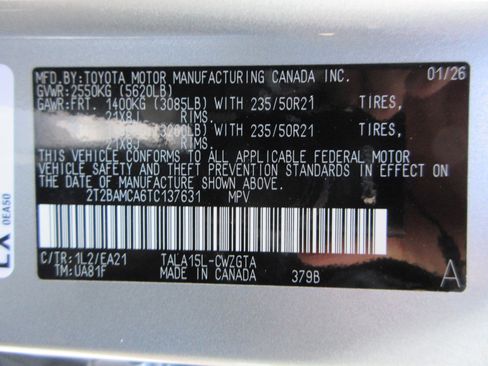 MFD.BY:TOYOTA MOTOR MANUFACTURING CANADA INC. 01/26
GVWR:2550KG (5620LB)
GAWR:FRT. 1400KG (3085LB) WITH 235/50R21 TIRES,
21X8J RIMS.
WITH 235/50R21 TIRES,
21X8J RIMS.
THIS VEHICLE CONFORMS TO ALL APPLICABLE FEDERAL MOTOR
VEHICLE SAFETY AND THEFT PREVENTION STANDARDS IN EFFECT
ON THE DATE OF MANUFACTURE SHOWN ABOVE.
2T2BAMCA6TC137631 MPV
C/TR:1L2/EA21 TALA15L-CWZGTA
TM:UA81F MADE IN CANADA 379B A
0EA50